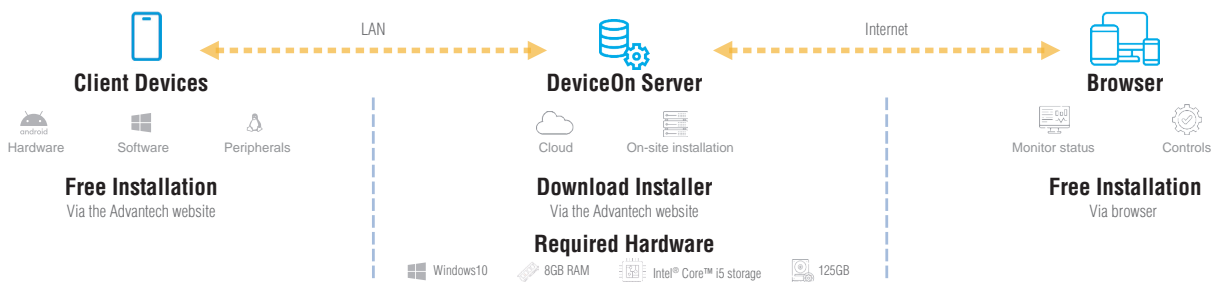 LAN
Internet
Client Devices
DeviceOn Server
Browser
android
Hardware
Software
Peripherals
Cloud
On-site installation
Monitor status
Controls
Free Installation
Via the Advantech website
Download Installer
Via the Advantech website
Free Installation
Via browser
Required Hardware
Windows10
8GB RAM
Intel® Core™ i5 storage
125GB